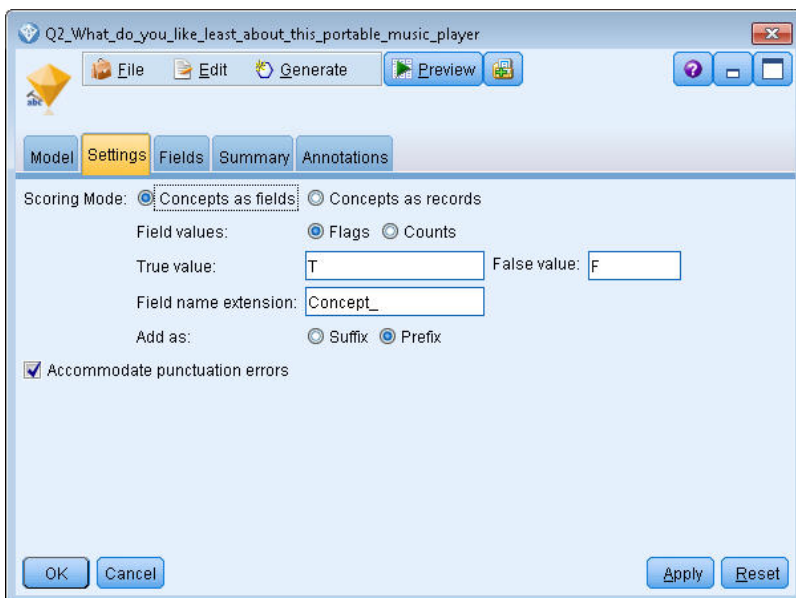 Q2_What_do_you_like_least_about_this_portable_music_player
File Edit Generate Preview
abc
Model Settings Fields Summary Annotations
Scoring Mode: Concepts as fields Concepts as records
Field values: Flags Counts
True value: T False value: F
Field name extension: Concept_
Add as: Suffix Prefix
Accommodate punctuation errors
OK Cancel Apply Reset